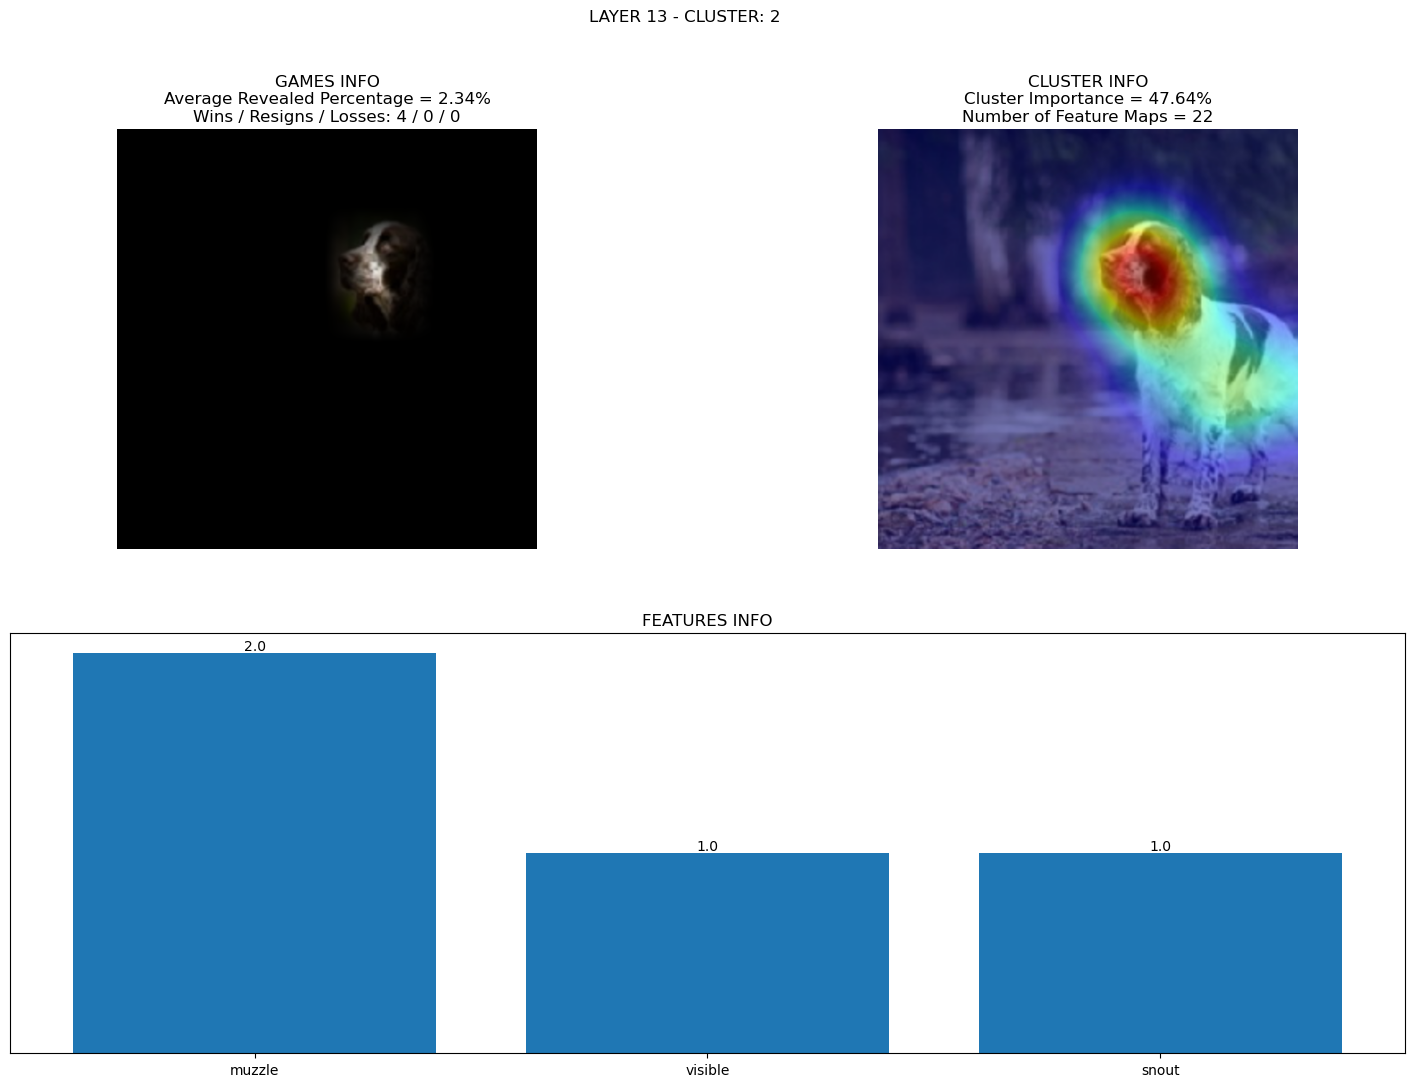 LAYER 13 - CLUSTER: 2
GAMES INFO
Average Revealed Percentage = 2.34%
Wins / Resigns / Losses: 4 / 0 / 0
CLUSTER INFO
Cluster Importance = 47.64%
Number of Feature Maps = 22
FEATURES INFO
2.0
1.0
1.0
muzzle
visible
snout